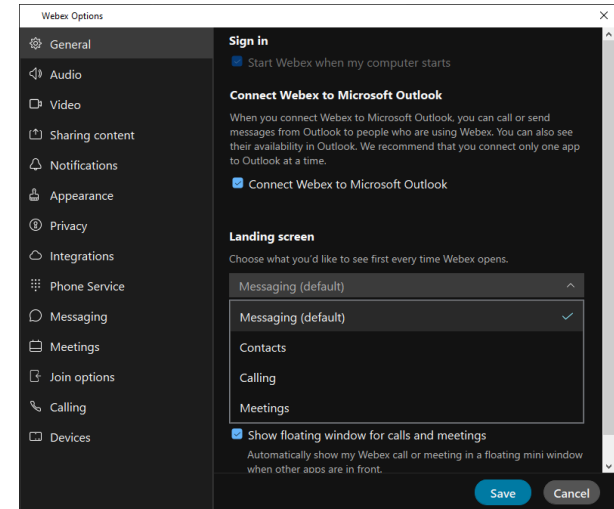 Webex Options
General
Audio
Video
Sharing content
Notifications
Appearance
Privacy
Integrations
Phone Service
Messaging
Meetings
Join options
Calling
Devices
Sign in
Start Webex when my computer starts
Connect Webex to Microsoft Outlook
When you connect Webex to Microsoft Outlook, you can call or send
messages from Outlook to people who are using Webex. You can also see
their availability in Outlook. We recommend that you connect only one app
to Outlook at a time.
Connect Webex to Microsoft Outlook
Landing screen
Choose what you'd like to see first every time Webex opens.
Messaging (default)
Messaging (default)
Contacts
Calling
Meetings
Show floating window for calls and meetings
Automatically show my Webex call or meeting in a floating mini window
when other apps are in front.
Save
Cancel